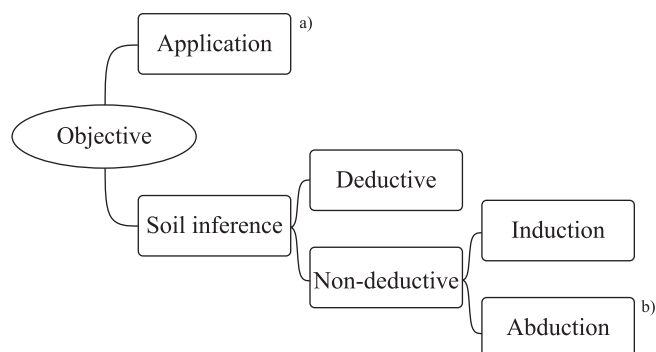 Application
a)
Objective
Deductive
Soil inference
Induction
Non-deductive
b)
Abduction